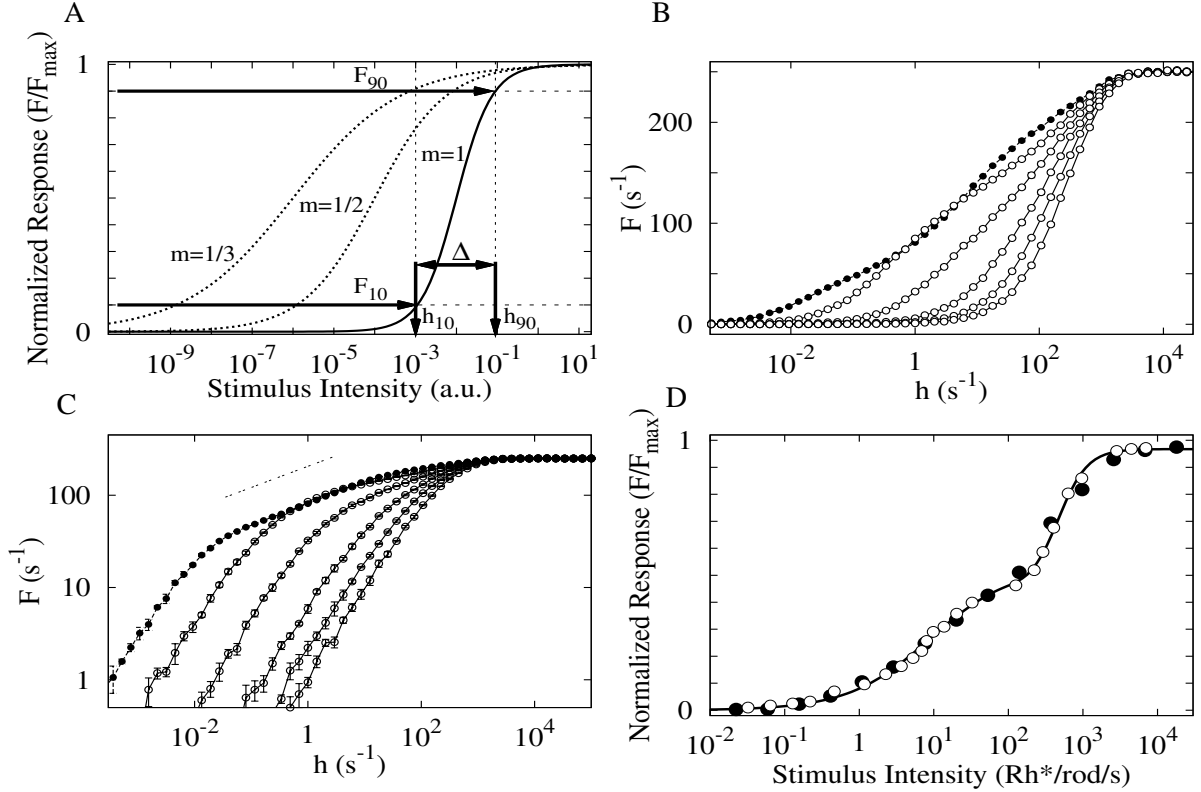 A
Normalized Response (F/Fmax)
1
0
F90
m=1
m=1/2
m=1/3
Δ
F10
h10
h90
10-9 10-7 10-5 10-3 10-1 101
Stimulus Intensity (a.u.)
B
F (s-1)
200
100
0
10-2 1 102 104
h (s-1)
C
F (s-1)
100
10
1
10-2 1 102 104
h (s-1)
D
Normalized Response (F/Fmax)
1
0
10-2 10-1 1 101 102 103 104
Stimulus Intensity (Rh*/rod/s)